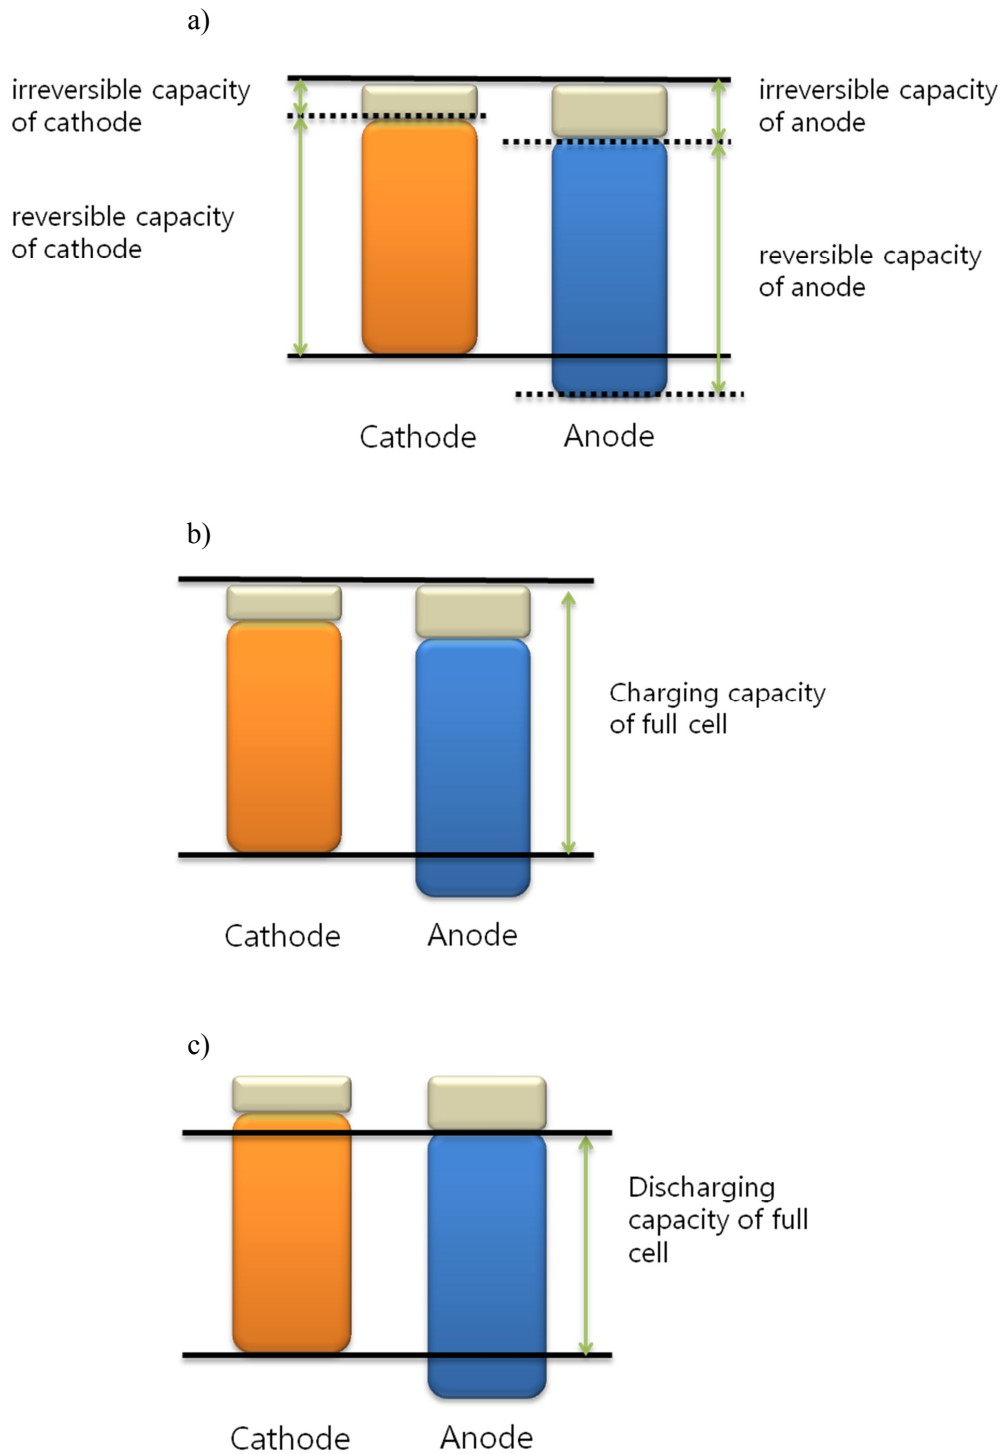 a)
irreversible capacity
of cathode
irreversible capacity
of anode
reversible capacity
of cathode
reversible capacity
of anode
Cathode
Anode
b)
Charging capacity
of full cell
Cathode
Anode
c)
Discharging
capacity of full
cell
Cathode
Anode